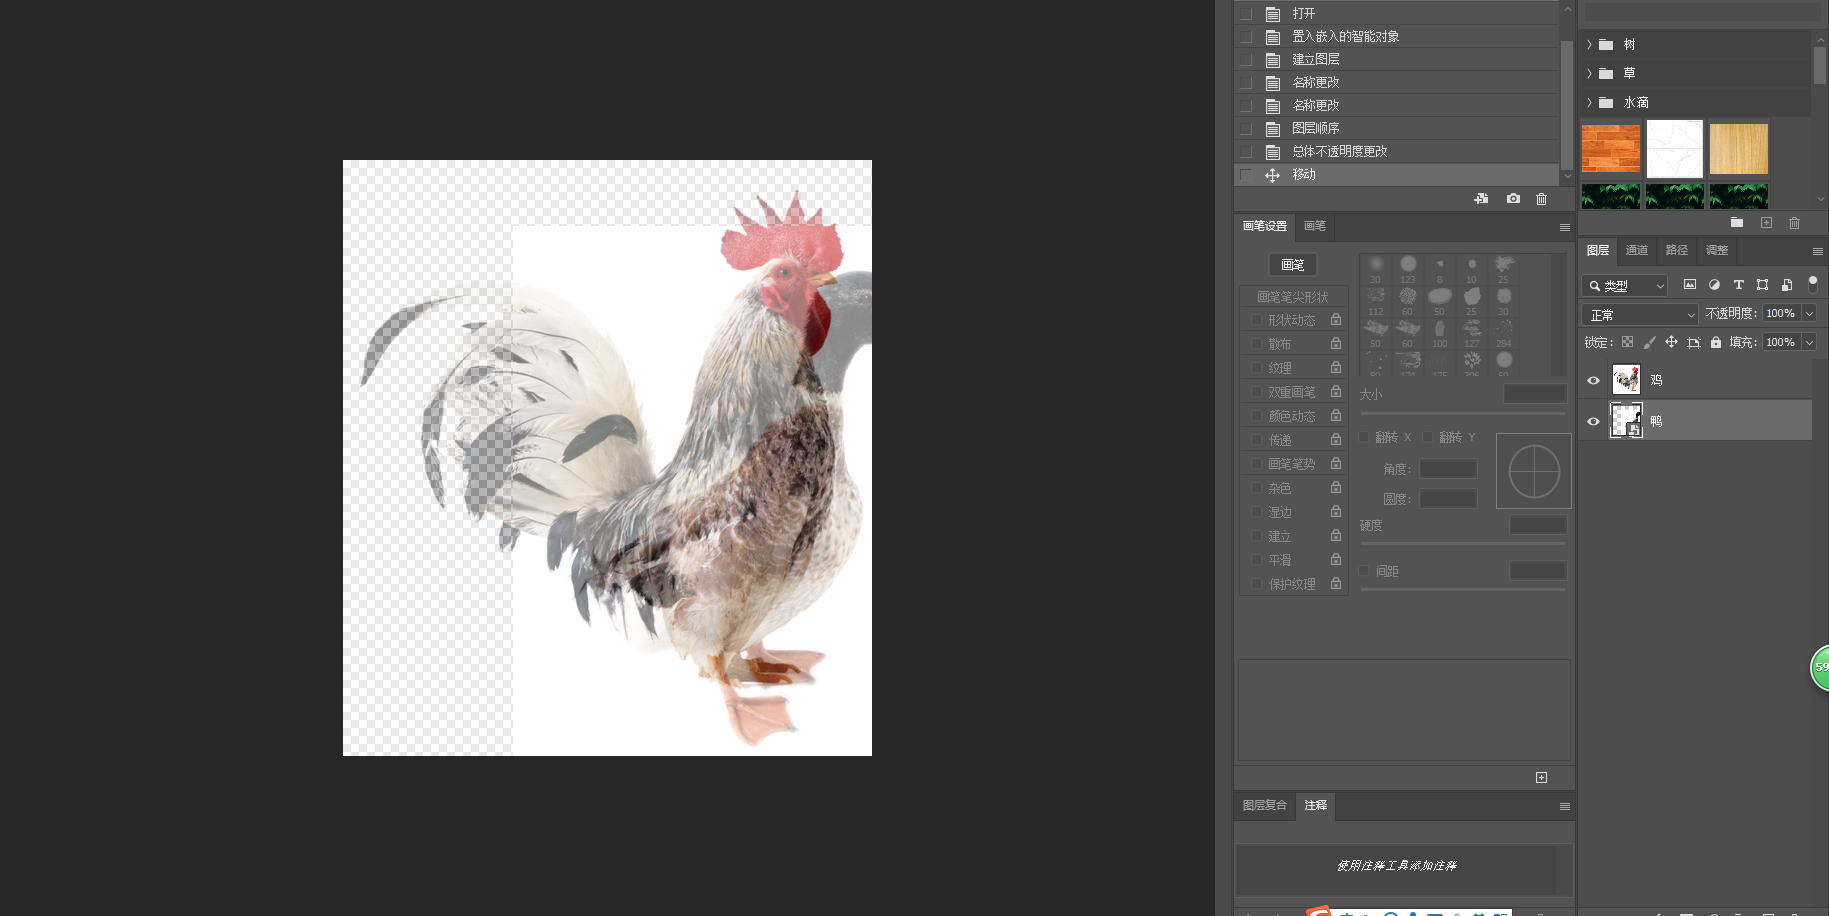 打开
置入嵌入的智能对象
建立图层
名称更改
名称更改
图层顺序
总体不透明度更改
移动
画笔设置 画笔
画笔
画笔笔尖形状
形状动态
散布
纹理
双重画笔
颜色动态
传递
画笔笔势
杂色
湿边
建立
平滑
保护纹理
30 123 8 10 25
112 60 50 25 30
50 60 100 127 284
大小
翻转 X 翻转 Y
角度:
圆度:
硬度
间距
图层复合 注释
使用注释工具添加注释
树
草
水滴
图层 通道 路径 调整
类型
正常 不透明度: 100%
锁定: 填充: 100%
鸡
鸭
59